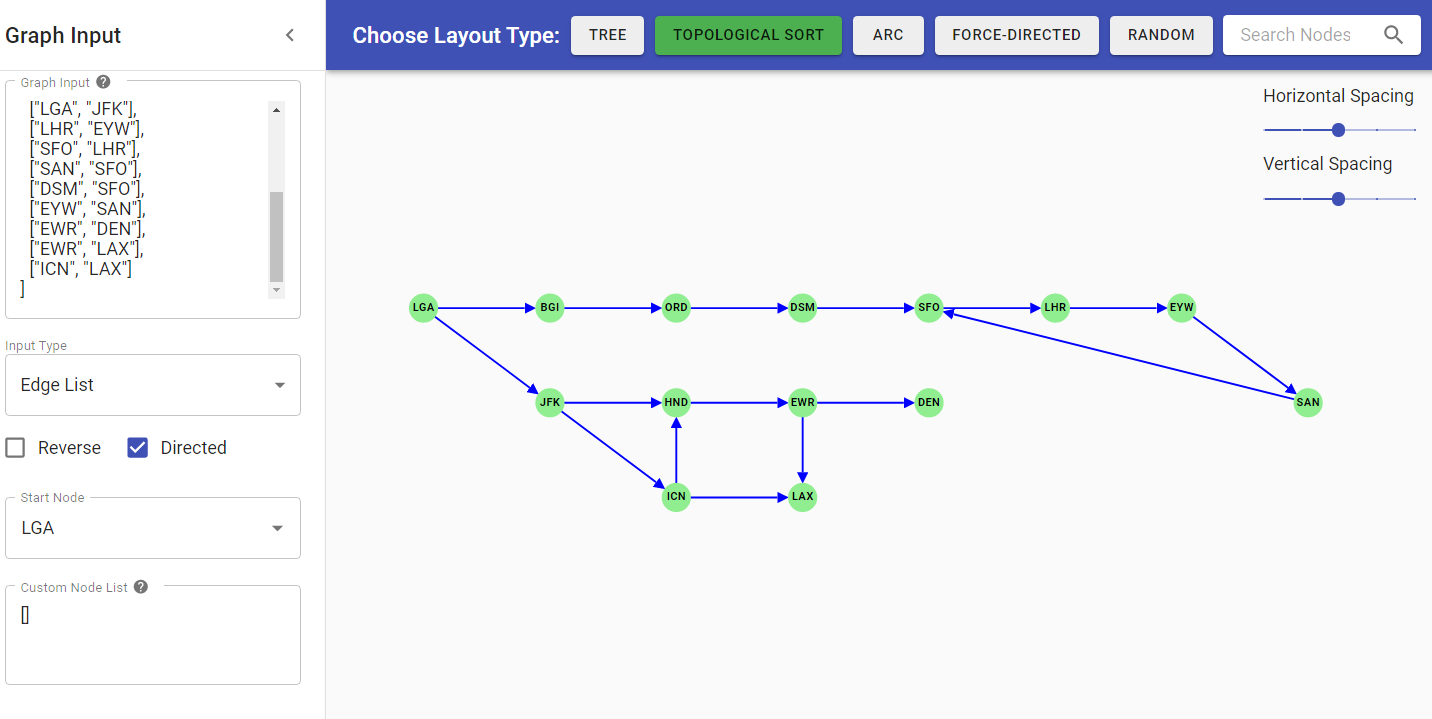 Graph Input
Choose Layout Type:
TREE
TOPOLOGICAL SORT
ARC
FORCE-DIRECTED
RANDOM
Search Nodes
Graph Input ?
["LGA", "JFK"],
["LHR", "EYW"],
["SFO", "LHR"],
["SAN", "SFO"],
["DSM", "SFO"],
["EYW", "SAN"],
["EWR", "DEN"],
["EWR", "LAX"],
["ICN", "LAX"]
]
Input Type
Edge List
Reverse
Directed
Start Node
LGA
Custom Node List ?
[]
Horizontal Spacing
Vertical Spacing
LGA
BGI
ORD
DSM
SFO
LHR
EYW
JFK
HND
EWR
DEN
SAN
ICN
LAX